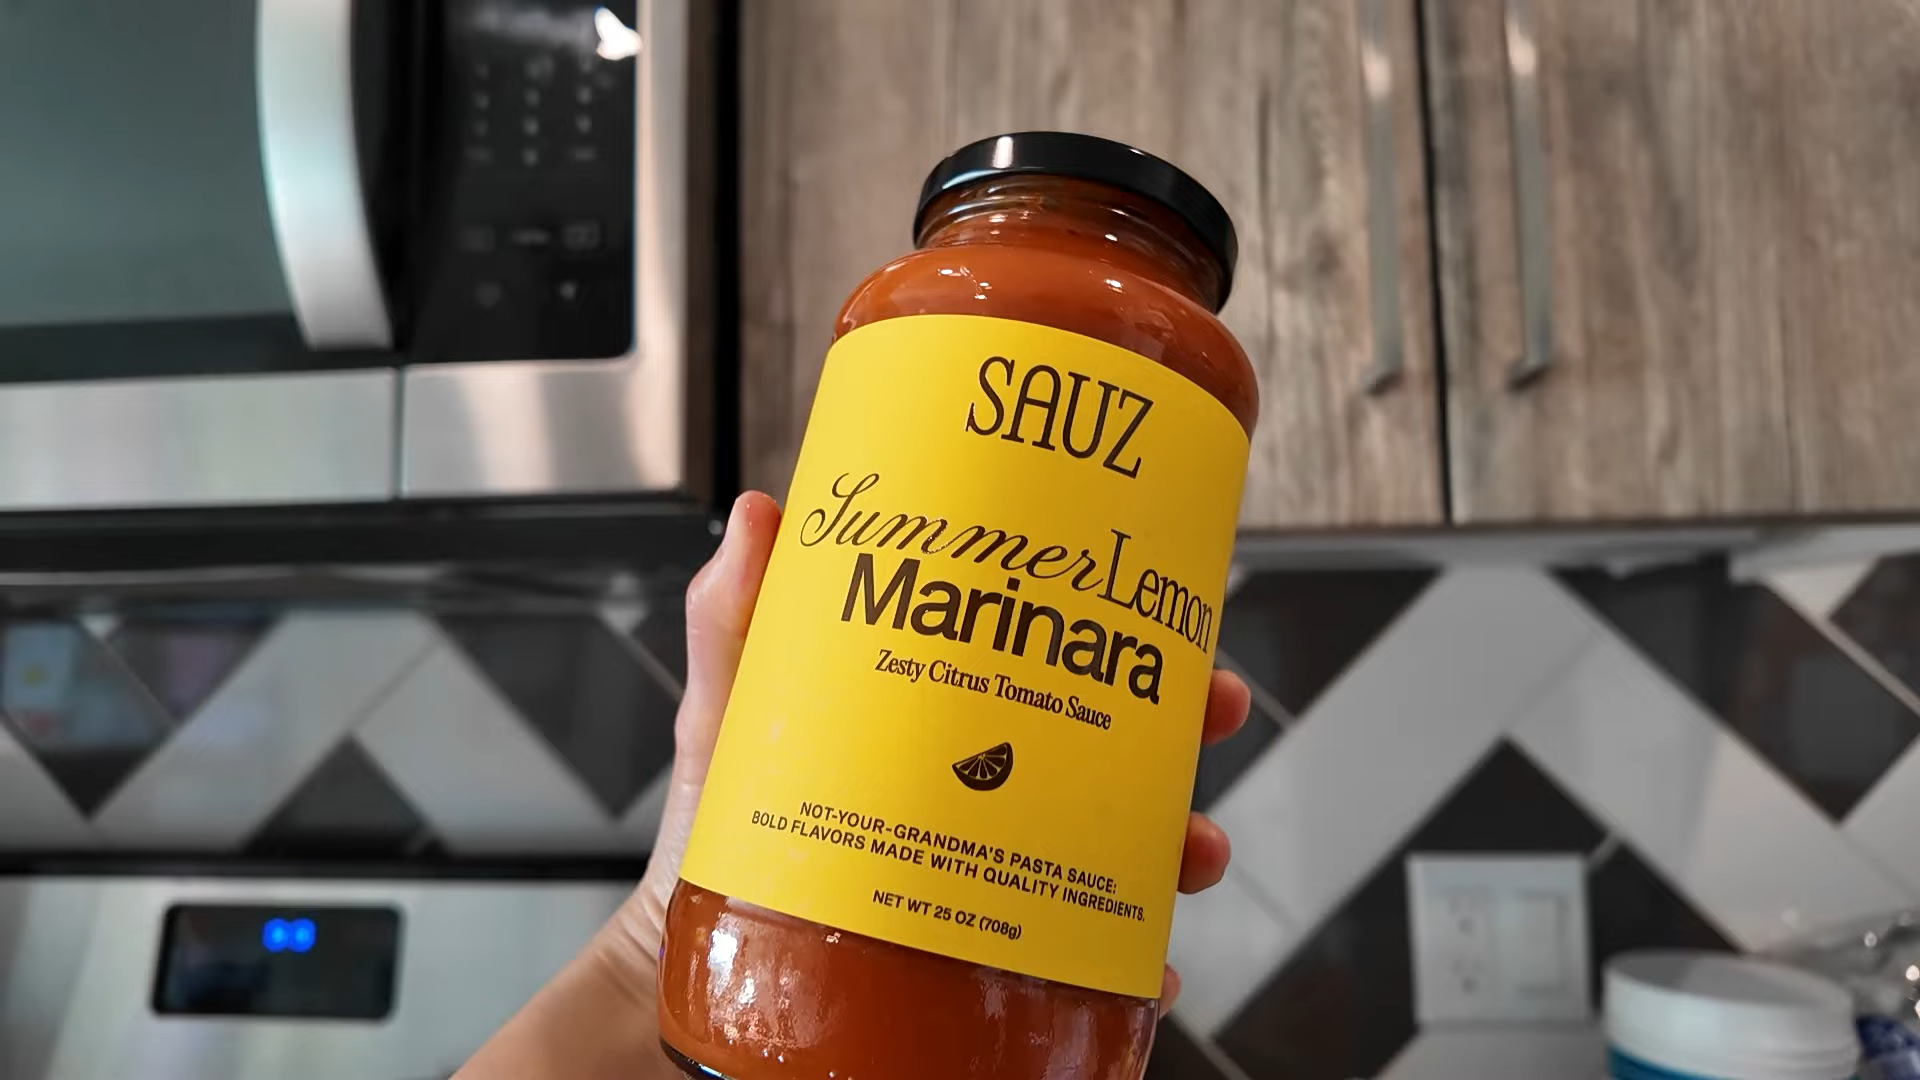 SAUZ
Summer Lemon
Marinara
Zesty Citrus Tomato Sauce
NOT-YOUR-GRANDMA'S PASTA SAUCE:
BOLD FLAVORS MADE WITH QUALITY INGREDIENTS.
NET WT 25 OZ (708g)